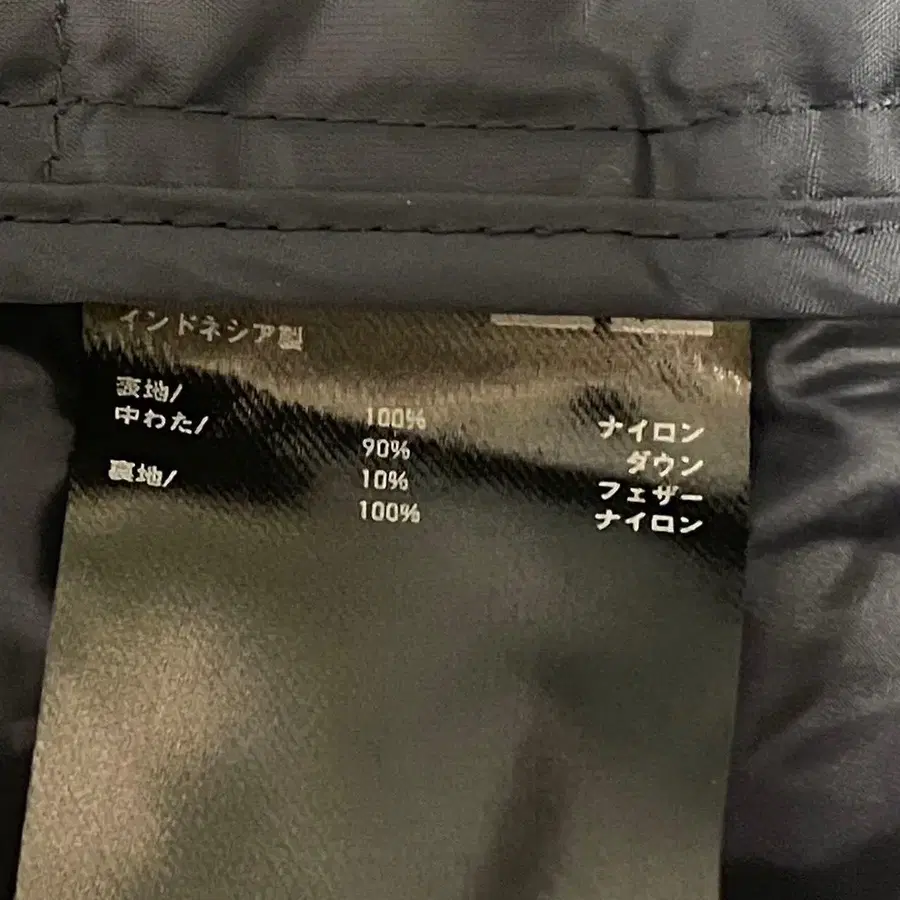 インドネシア製
表地/ 100% ナイロン
中わた/ 90% ダウン
10% フェザー
裏地/ 100% ナイロン